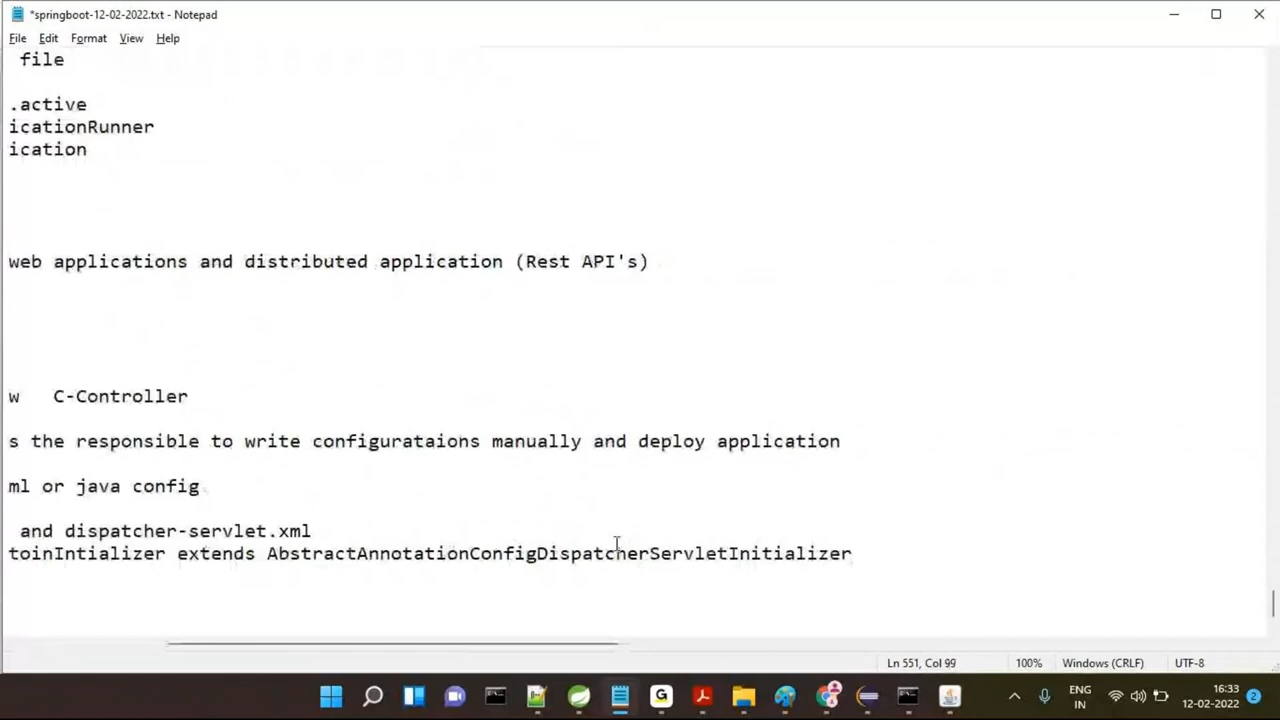 *springboot-12-02-2022.txt - Notepad
File Edit Format View Help
file
.active
icationRunner
ication
web applications and distributed application (Rest API's)
w C-Controller
s the responsible to write configurataions manually and deploy application
ml or java config
and dispatcher-servlet.xml
toinIntializer extends AbstractAnnotationConfigDispatcherServletInitializer
Ln 551, Col 99 100% Windows (CRLF) UTF-8
G
ENG
IN
16:33
12-02-2022
2